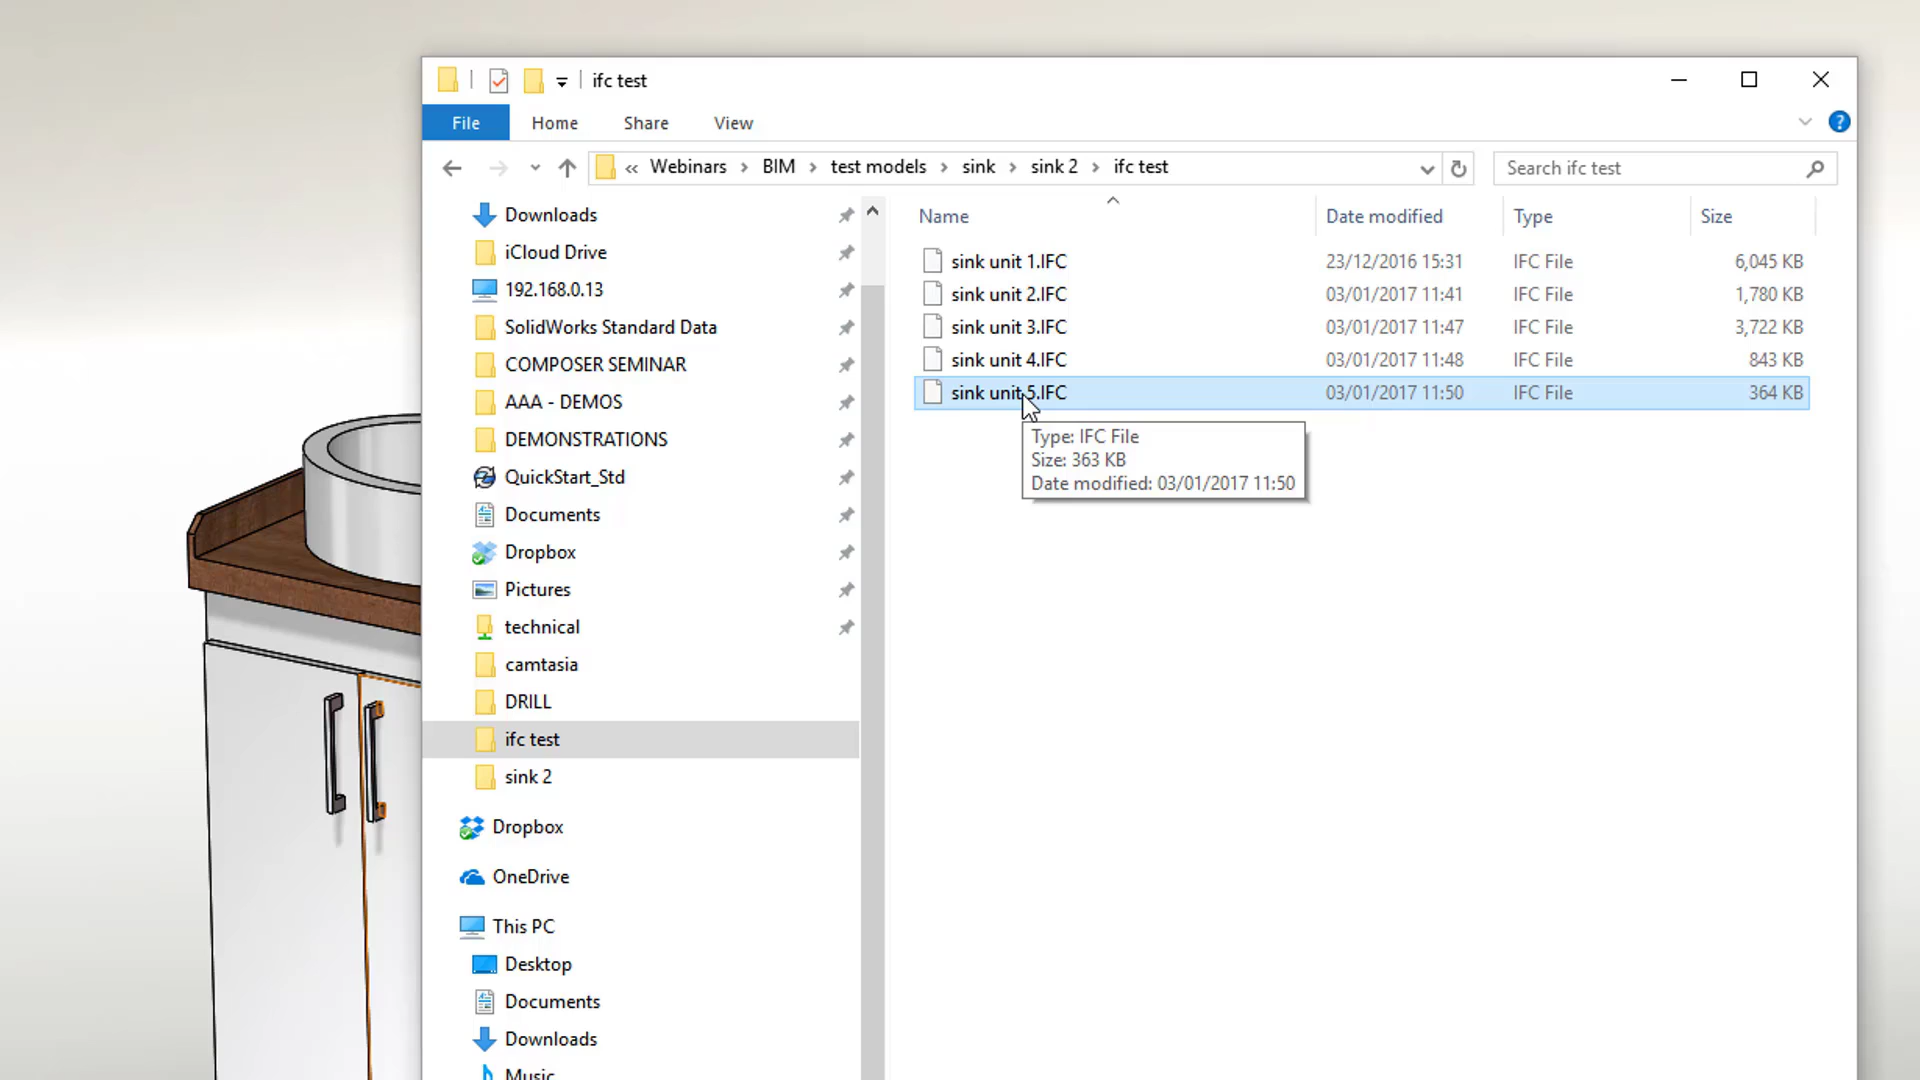 ifc test
File Home Share View
« Webinars > BIM > test models > sink > sink 2 > ifc test
Search ifc test
Downloads
iCloud Drive
192.168.0.13
SolidWorks Standard Data
COMPOSER SEMINAR
AAA - DEMOS
DEMONSTRATIONS
QuickStart_Std
Documents
Dropbox
Pictures
technical
camtasia
DRILL
ifc test
sink 2
Dropbox
OneDrive
This PC
Desktop
Documents
Downloads
Music
Name Date modified Type Size
sink unit 1.IFC 23/12/2016 15:31 IFC File 6,045 KB
sink unit 2.IFC 03/01/2017 11:41 IFC File 1,780 KB
sink unit 3.IFC 03/01/2017 11:47 IFC File 3,722 KB
sink unit 4.IFC 03/01/2017 11:48 IFC File 843 KB
sink unit 5.IFC 03/01/2017 11:50 IFC File 364 KB
Type: IFC File
Size: 363 KB
Date modified: 03/01/2017 11:50